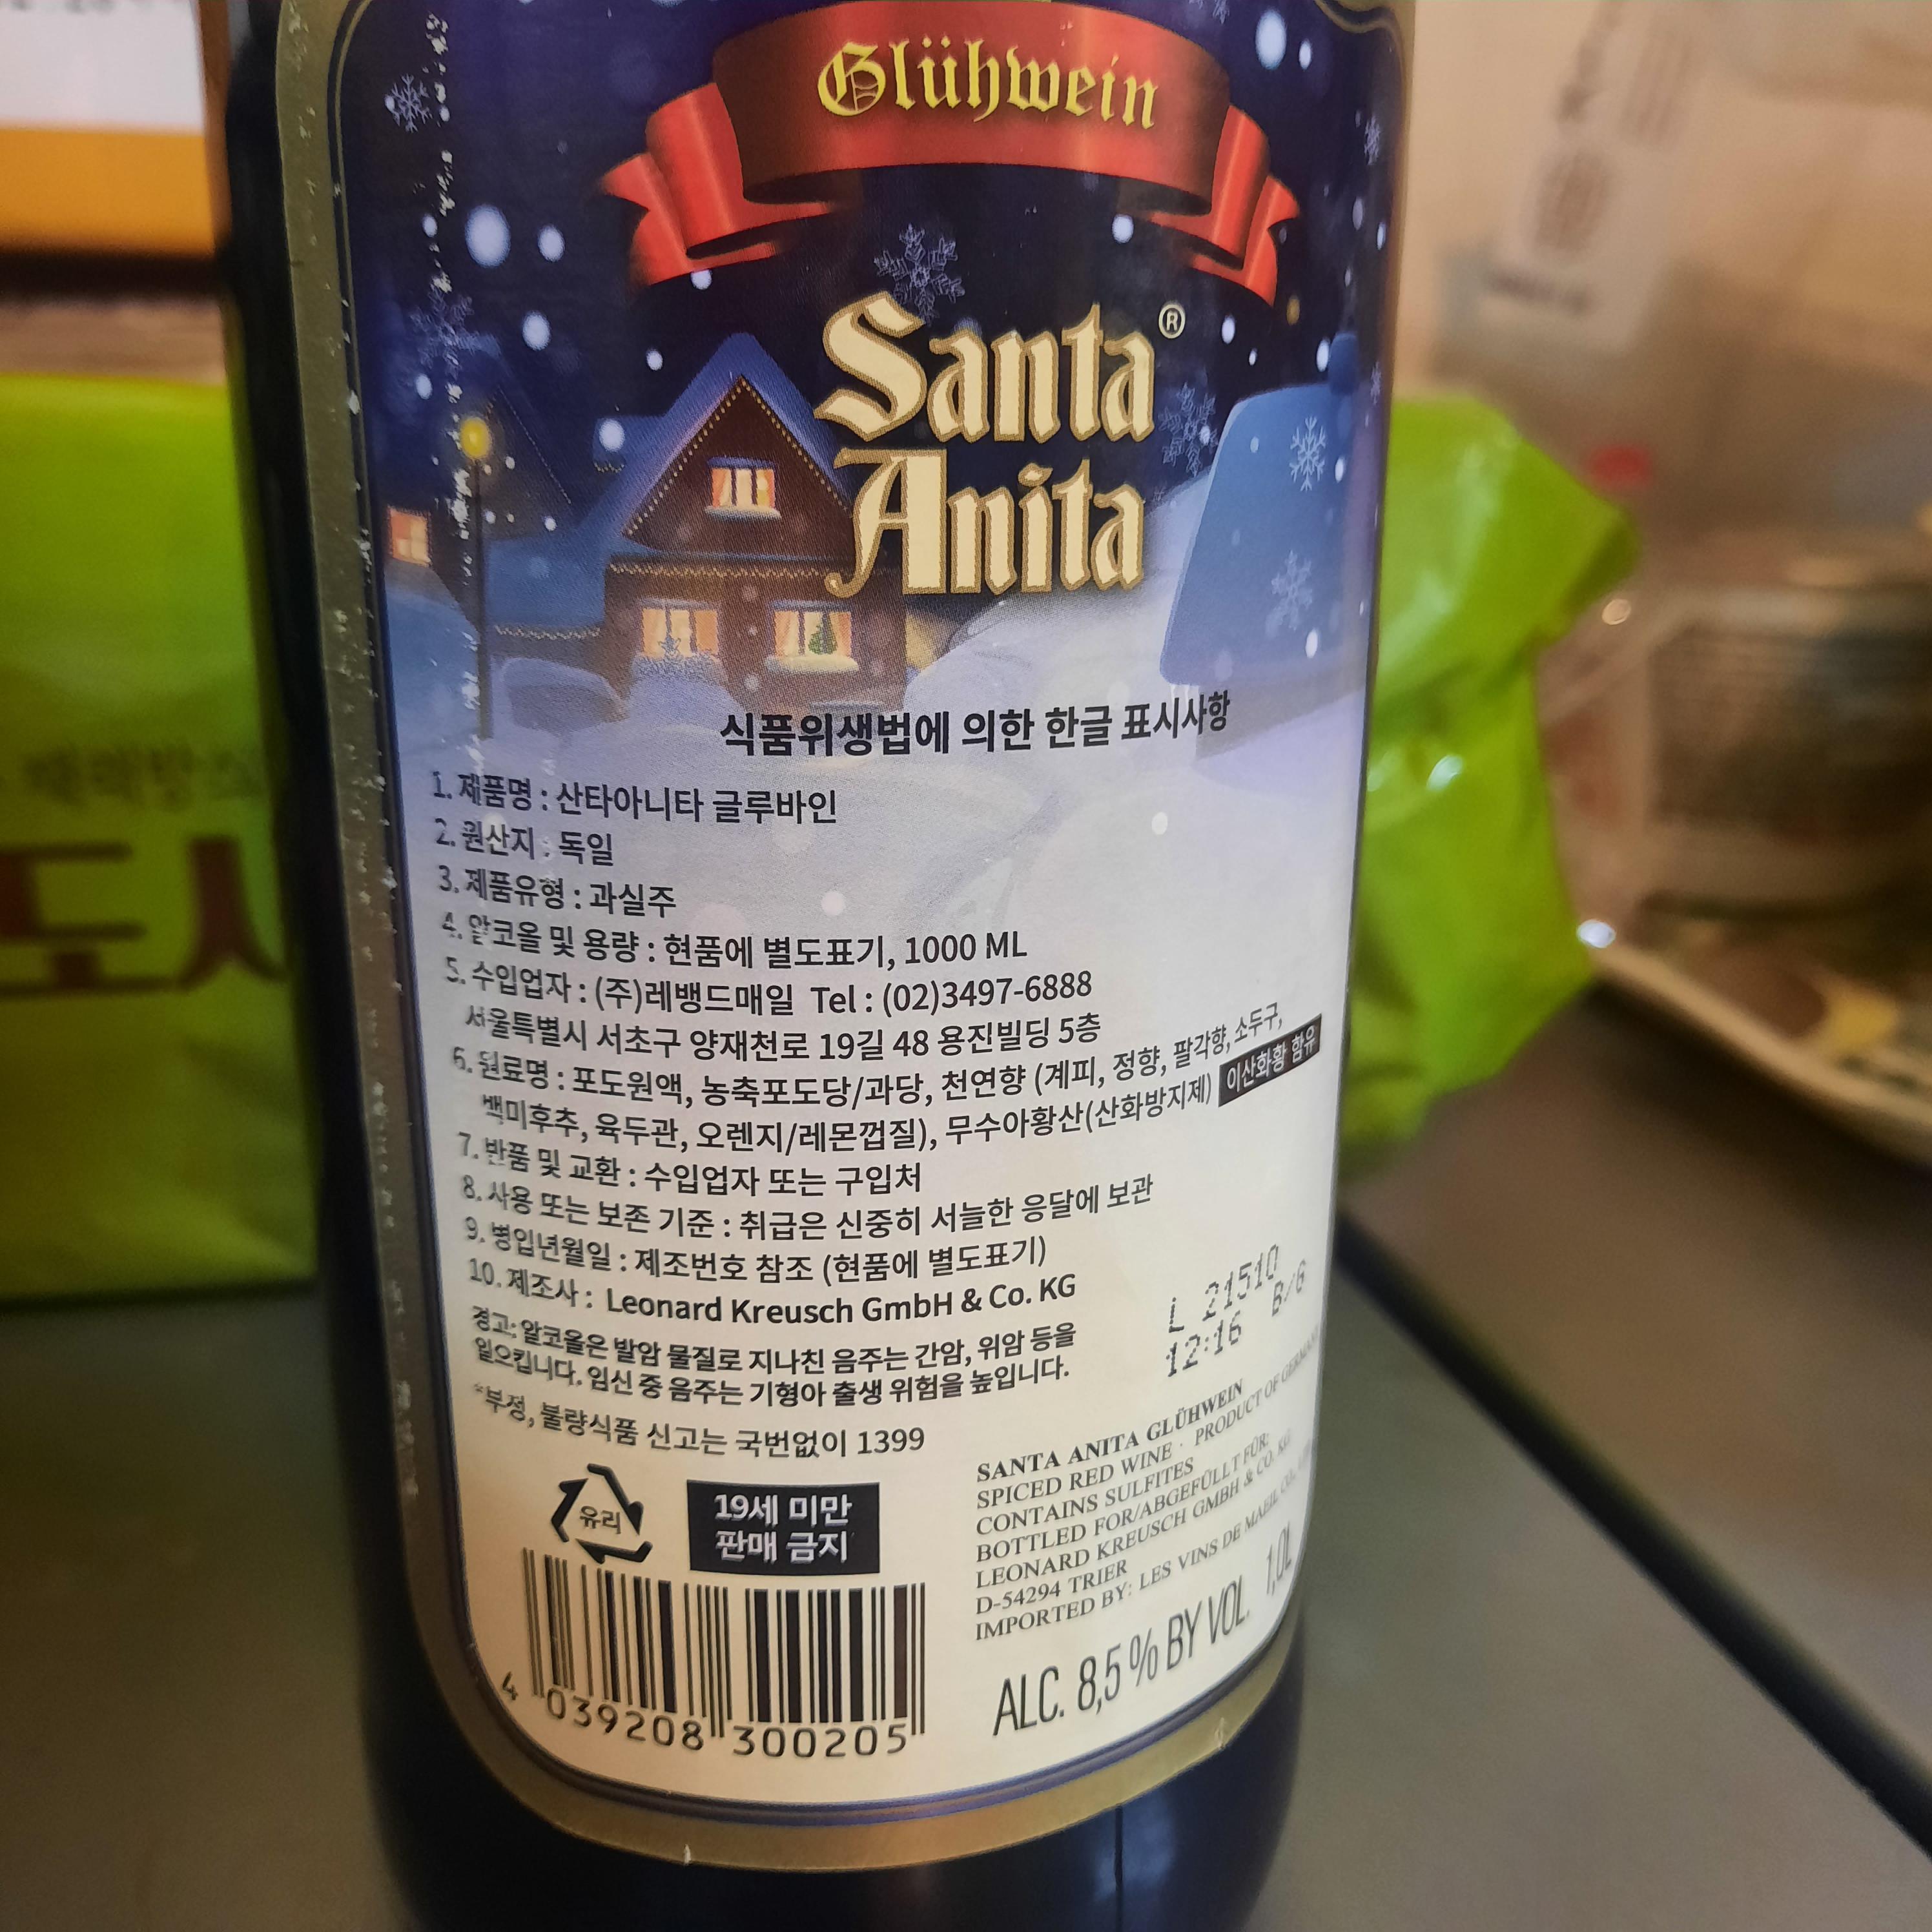 Glühwein
Santa®
Anita
식품위생법에 의한 한글 표시사항
1. 제품명 : 산타아니타 글루바인
2. 원산지 : 독일
3. 제품유형 : 과실주
4. 알코올 및 용량 : 현품에 별도표기, 1000 ML
5. 수입업자 : (주)레뱅드매일 Tel : (02)3497-6888
서울특별시 서초구 양재천로 19길 48 용진빌딩 5층
6. 원료명 : 포도원액, 농축포도당/과당, 천연향 (계피, 정향, 팔각향, 소두구,
백미후추, 육두관, 오렌지/레몬껍질), 무수아황산(산화방지제) 이산화황 함유
7. 반품 및 교환 : 수입업자 또는 구입처
8. 사용 또는 보존 기준 : 취급은 신중히 서늘한 응달에 보관
9. 병입년월일 : 제조번호 참조 (현품에 별도표기)
10. 제조사 : Leonard Kreusch GmbH & Co. KG
경고: 알코올은 발암 물질로 지나친 음주는 간암, 위암 등을
일으킵니다. 임신 중 음주는 기형아 출생 위험을 높입니다.
*부정, 불량식품 신고는 국번없이 1399
L 21510
12:16 B/G
유리
19세 미만
판매 금지
4 039208 300205
SANTA ANITA GLÜHWEIN
SPICED RED WINE · PRODUCT OF GERMANY
CONTAINS SULFITES
BOTTLED FOR/ABGEFÜLLT FÜR:
LEONARD KREUSCH GMBH & CO. KG
D-54294 TRIER
IMPORTED BY: LES VINS DE MAEIL CO.
ALC. 8,5 % BY VOL. 1,0L
도시